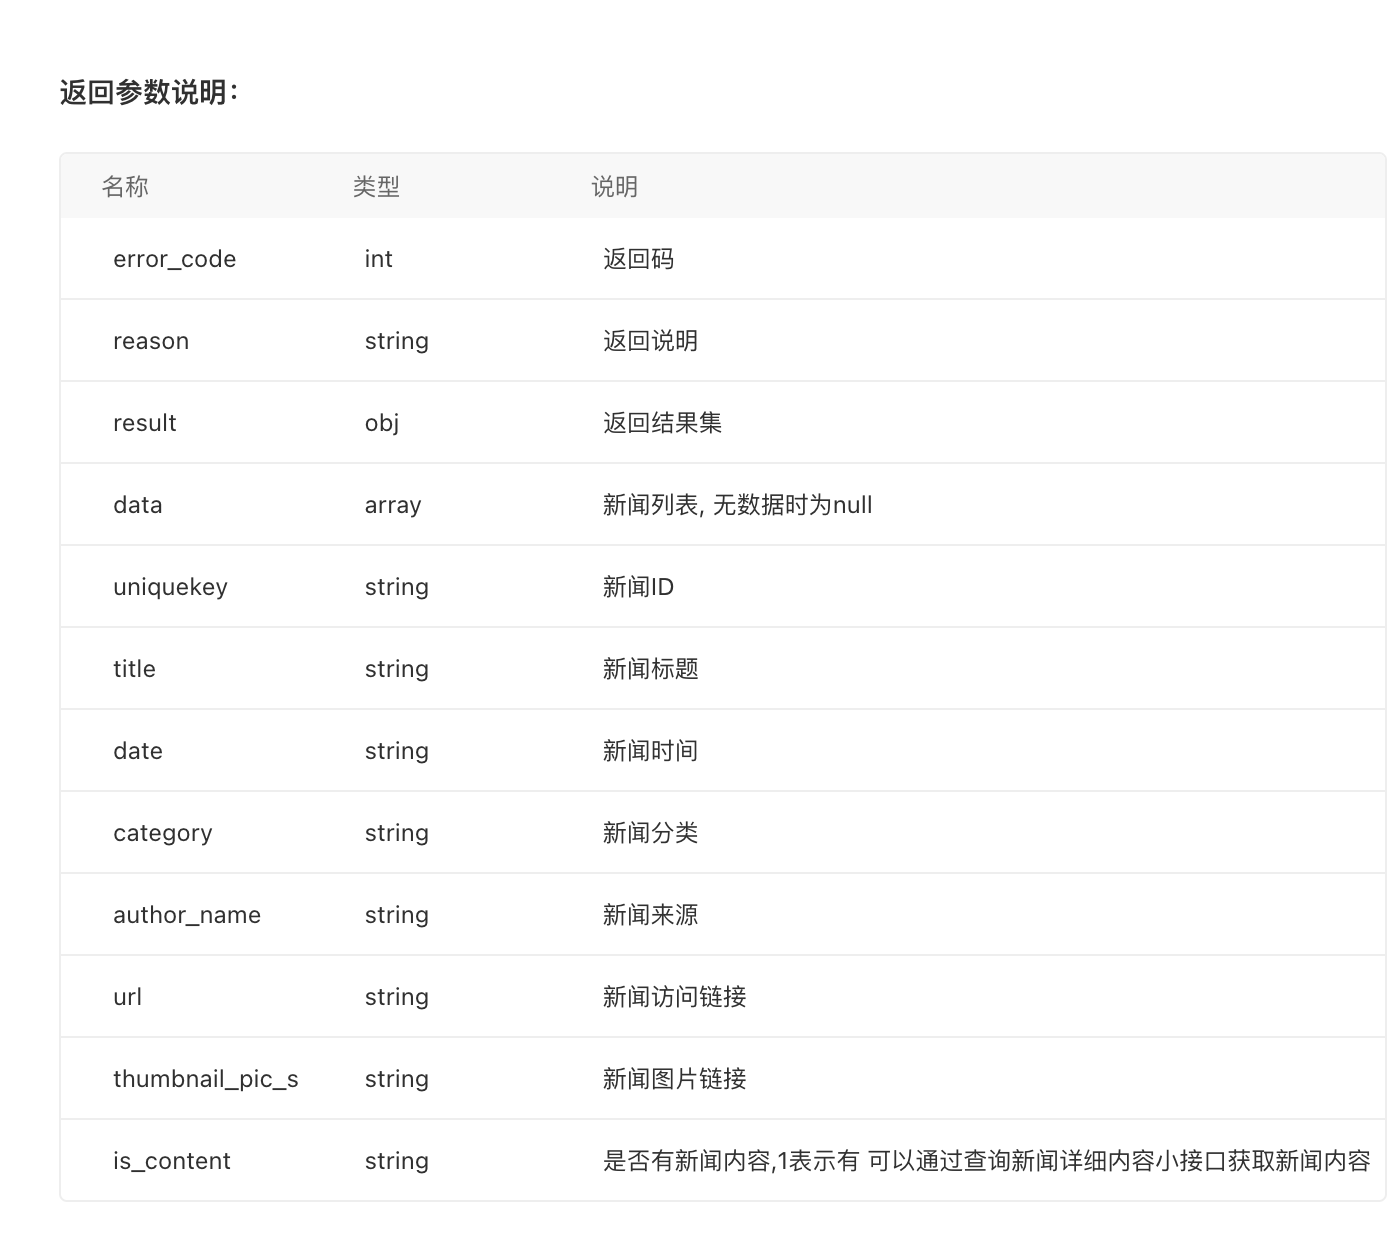 返回参数说明：
名称 类型 说明
error_code int 返回码
reason string 返回说明
result obj 返回结果集
data array 新闻列表, 无数据时为null
uniquekey string 新闻ID
title string 新闻标题
date string 新闻时间
category string 新闻分类
author_name string 新闻来源
url string 新闻访问链接
thumbnail_pic_s string 新闻图片链接
is_content string 是否有新闻内容,1表示有 可以通过查询新闻详细内容小接口获取新闻内容